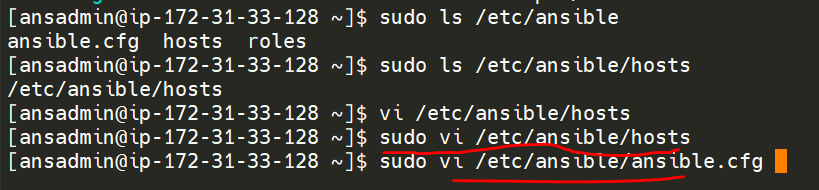 [ansadmin@ip-172-31-33-128 ~]$ sudo ls /etc/ansible
ansible.cfg  hosts  roles
[ansadmin@ip-172-31-33-128 ~]$ sudo ls /etc/ansible/hosts
/etc/ansible/hosts
[ansadmin@ip-172-31-33-128 ~]$ vi /etc/ansible/hosts
[ansadmin@ip-172-31-33-128 ~]$ sudo vi /etc/ansible/hosts
[ansadmin@ip-172-31-33-128 ~]$ sudo vi /etc/ansible/ansible.cfg